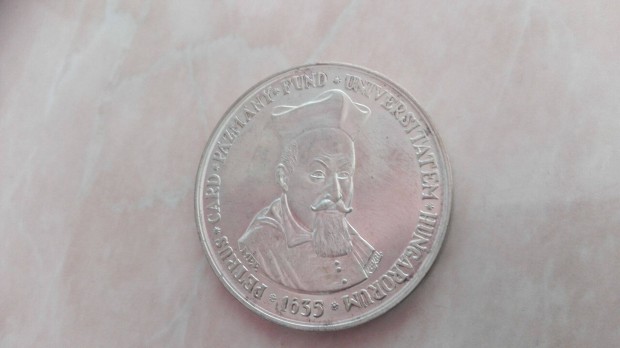 PETRUS · CARD · PAZMANY · FUND · UNIVERSITATEM · HUNGARORUM
* 1635 *